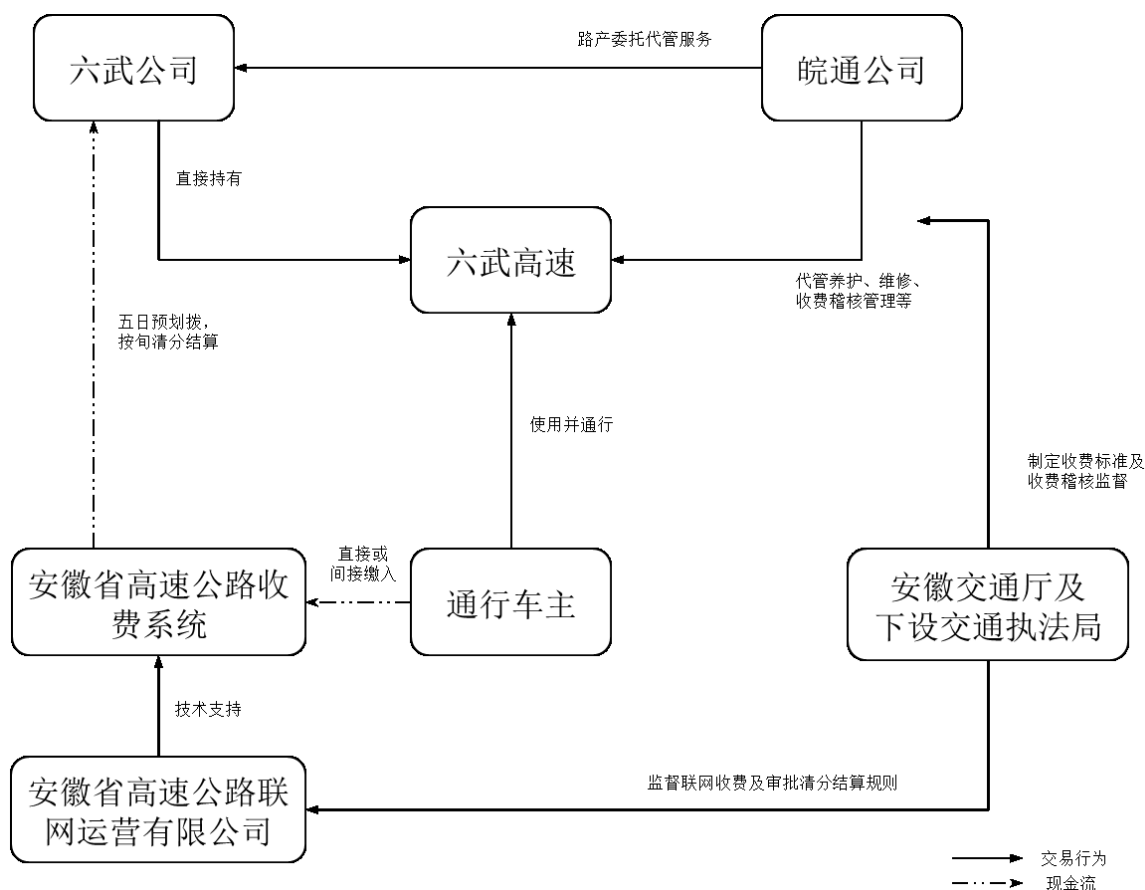 路产委托代管服务
六武公司
皖通公司
直接持有
六武高速
代管养护、维修、
收费稽核管理等
五日预划拨,
按旬清分结算
使用并通行
制定收费标准及
收费稽核监督
直接或
间接缴入
安徽省高速公路收
费系统
通行车主
安徽交通厅及
下设交通执法局
技术支持
安徽省高速公路联
网运营有限公司
监督联网收费及审批清分结算规则
交易行为
现金流